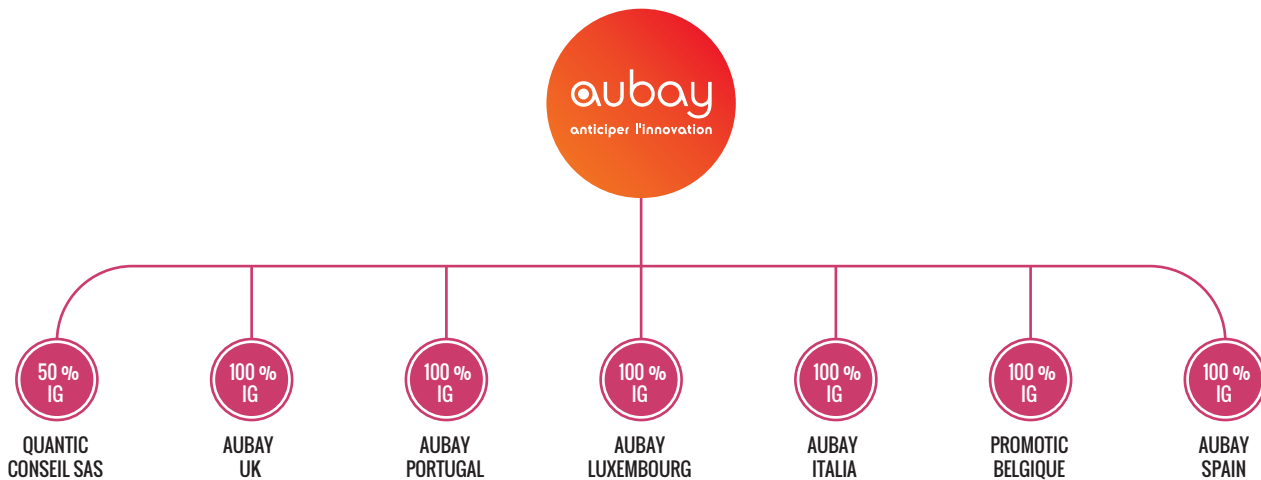 aubay
anticiper l'innovation
50 %
IG
100 %
IG
100 %
IG
100 %
IG
100 %
IG
100 %
IG
100 %
IG
QUANTIC
CONSEIL SAS
AUBAY
UK
AUBAY
PORTUGAL
AUBAY
LUXEMBOURG
AUBAY
ITALIA
PROMOTIC
BELGIQUE
AUBAY
SPAIN